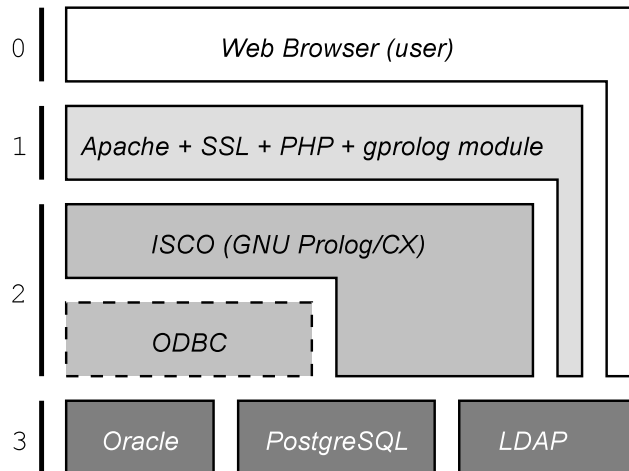 0
Web Browser (user)
1
Apache + SSL + PHP + gprolog module
2
ISCO (GNU Prolog/CX)
ODBC
3
Oracle
PostgreSQL
LDAP